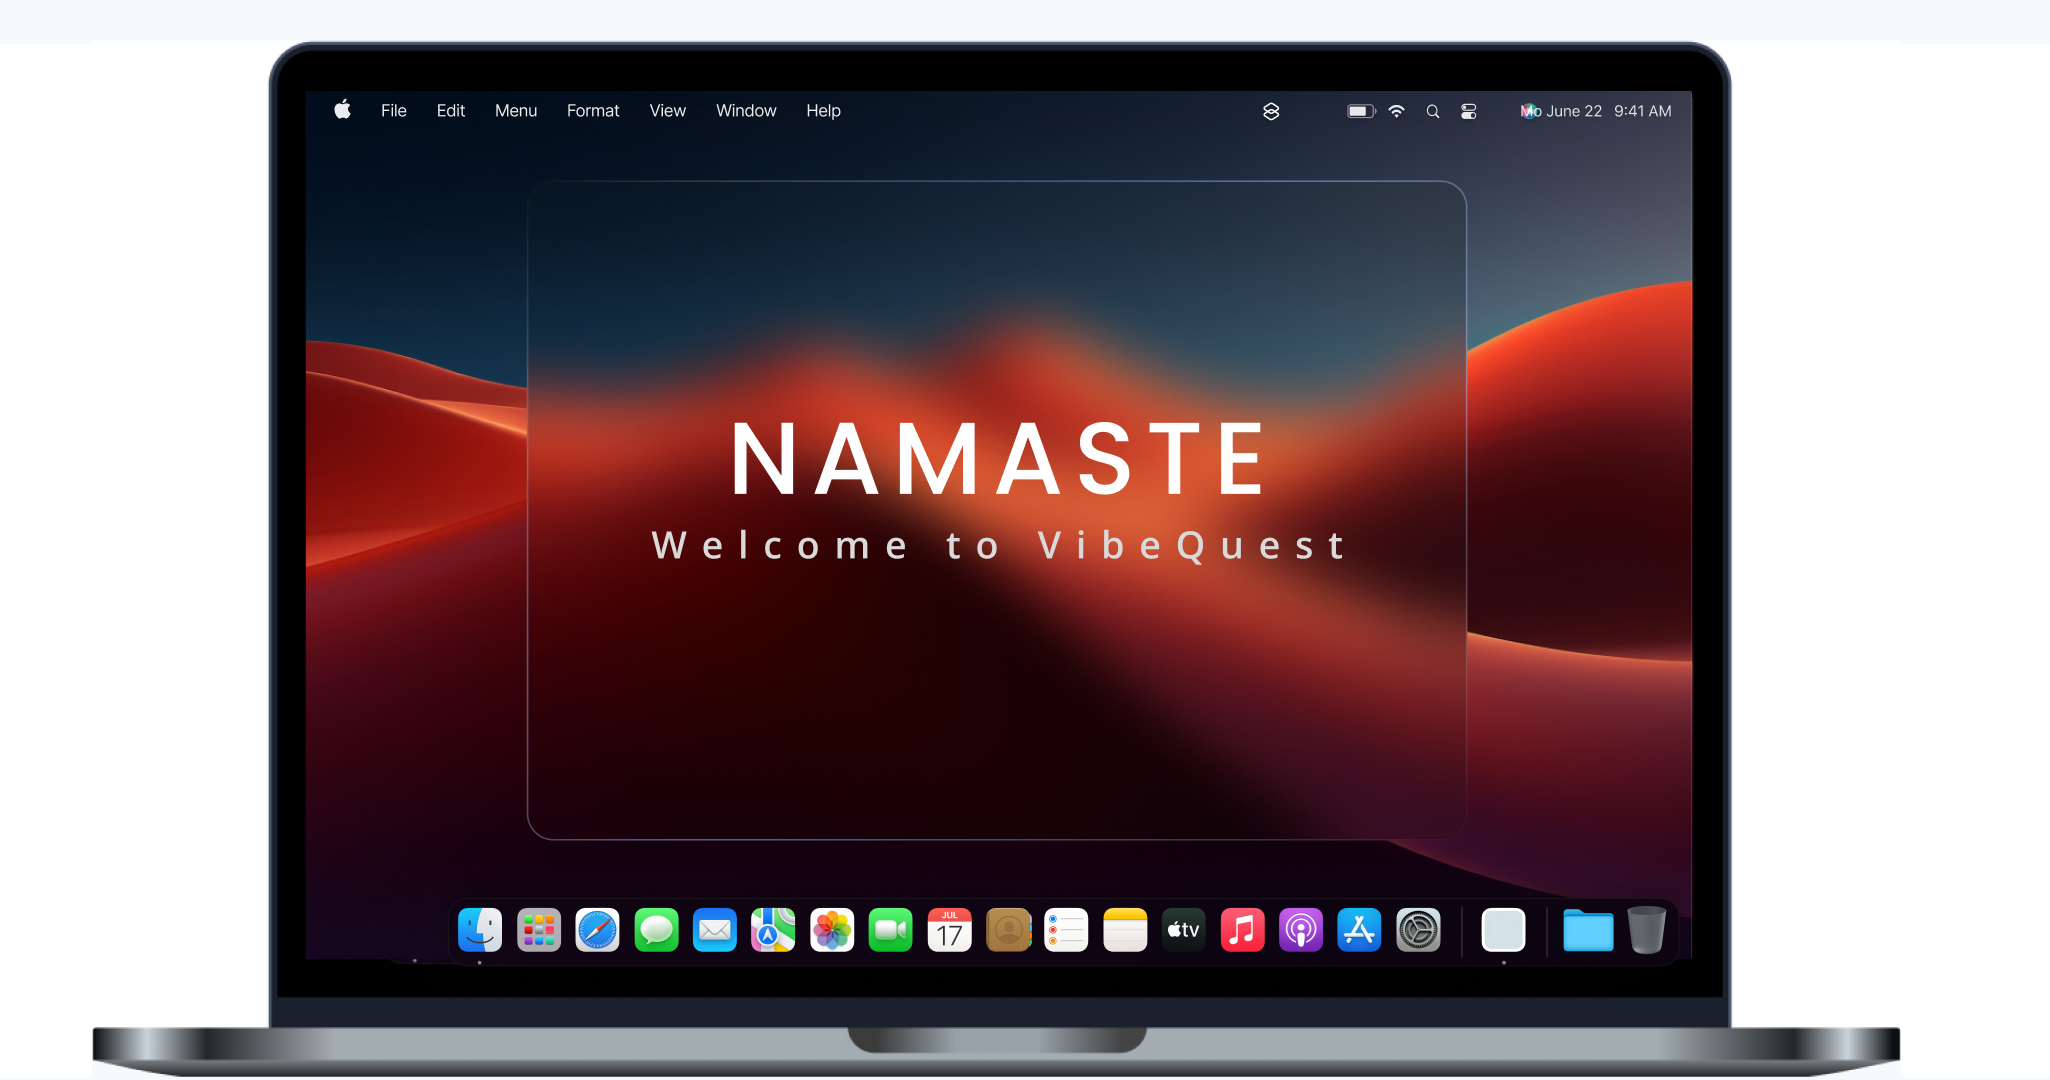 File Edit Menu Format View Window Help Mo June 22 9:41 AM
NAMASTE
Welcome to VibeQuest
JUL
17
tv